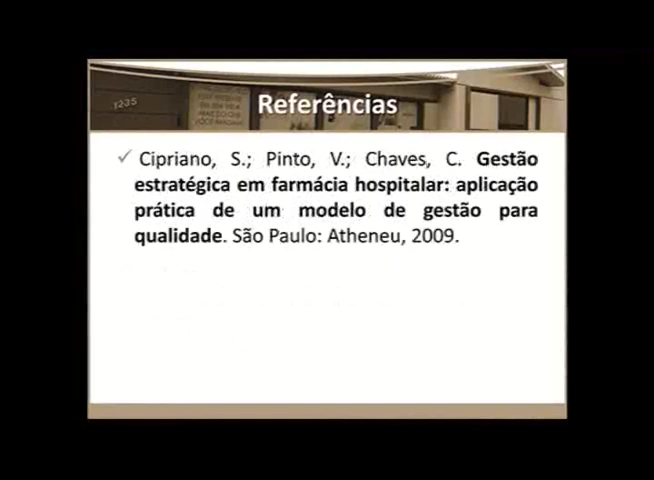 1235
Referências
✓ Cipriano, S.; Pinto, V.; Chaves, C. Gestão
estratégica em farmácia hospitalar: aplicação
prática de um modelo de gestão para
qualidade. São Paulo: Atheneu, 2009.